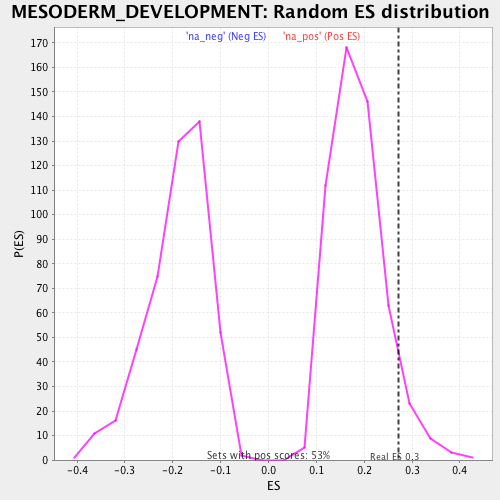 MESODERM_DEVELOPMENT: Random ES distribution
'na_neg' (Neg ES) 'na_pos' (Pos ES)
170
160
150
140
130
120
110
100
90
80
70
60
50
40
30
20
10
0
P(ES)
Sets with pos scores: 53%
Real ES 0.3
-0.4 -0.3 -0.2 -0.1 0.0 0.1 0.2 0.3 0.4
ES